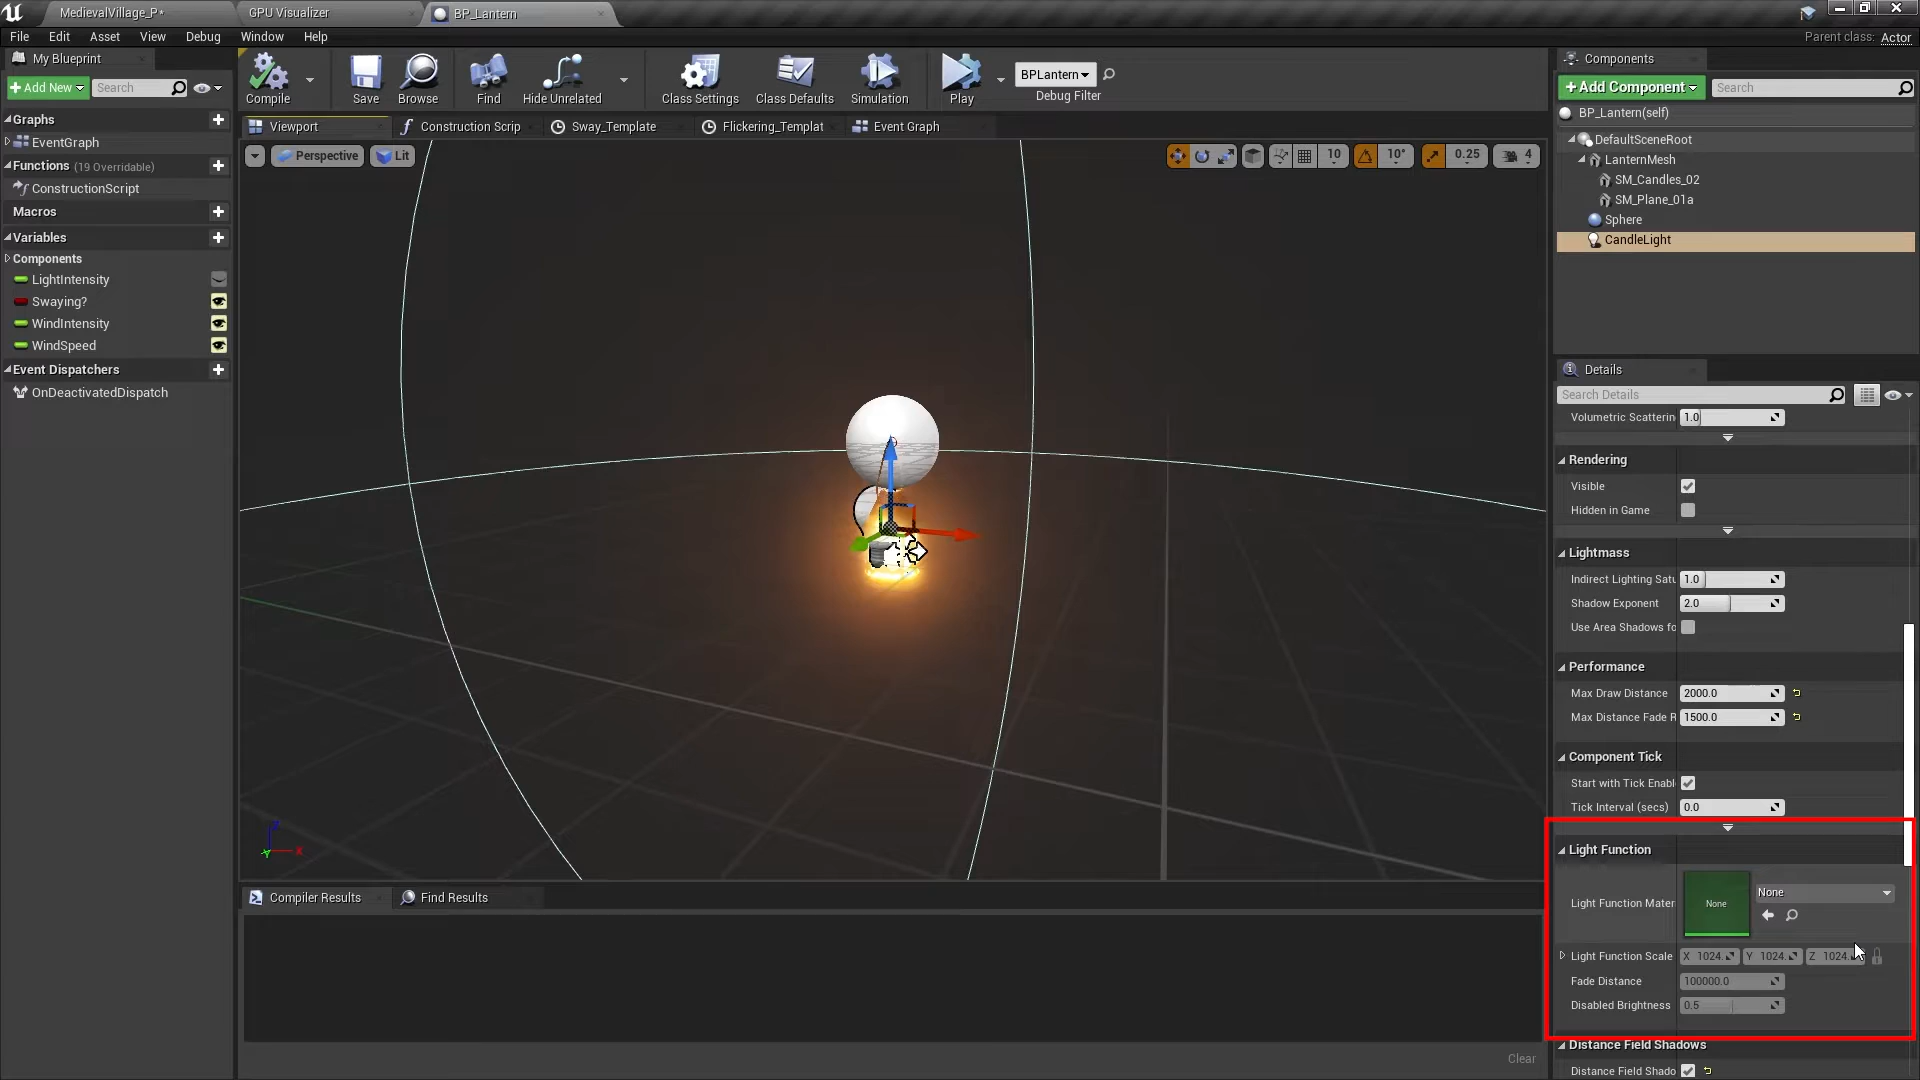 MedievalVillage_P*
GPU Visualizer
BP_Lantern
File Edit Asset View Debug Window Help
Parent class: Actor
My Blueprint
Add New
Search
Graphs
EventGraph
Functions (19 Overridable)
ConstructionScript
Macros
Variables
Components
LightIntensity
Swaying?
WindIntensity
WindSpeed
Event Dispatchers
OnDeactivatedDispatch
Compile
Save
Browse
Find
Hide Unrelated
Class Settings
Class Defaults
Simulation
Play
BPLantern
Debug Filter
Viewport
Construction Scrip
Sway_Template
Flickering_Templat
Event Graph
Perspective
Lit
10
10°
0.25
4
Z
X
Y
Compiler Results
Find Results
Clear
Components
+Add Component
Search
BP_Lantern(self)
DefaultSceneRoot
LanternMesh
SM_Candles_02
SM_Plane_01a
Sphere
CandleLight
Details
Search Details
Volumetric Scatterin 1.0
Rendering
Visible
Hidden in Game
Lightmass
Indirect Lighting Satu 1.0
Shadow Exponent 2.0
Use Area Shadows fo
Performance
Max Draw Distance 2000.0
Max Distance Fade R 1500.0
Component Tick
Start with Tick Enabl
Tick Interval (secs) 0.0
Light Function
Light Function Mater None None
Light Function Scale X 1024. Y 1024. Z 1024.
Fade Distance 100000.0
Disabled Brightness 0.5
Distance Field Shadows
Distance Field Shado